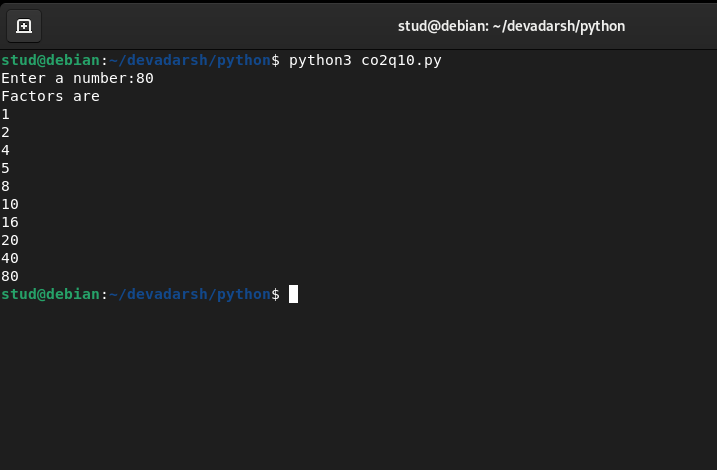 stud@debian: ~/devadarsh/python
stud@debian:~/devadarsh/python$ python3 co2q10.py
Enter a number:80
Factors are
1
2
4
5
8
10
16
20
40
80
stud@debian:~/devadarsh/python$